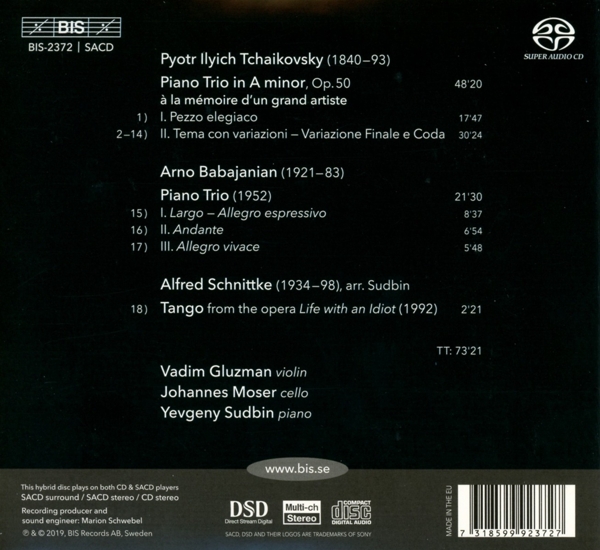 BIS
BIS-2372 | SACD
SUPER AUDIO CD
Pyotr Ilyich Tchaikovsky (1840–93)
Piano Trio in A minor, Op. 50 48'20
à la mémoire d'un grand artiste
1) I. Pezzo elegiaco 17'47
2–14) II. Tema con variazioni – Variazione Finale e Coda 30'24
Arno Babajanian (1921–83)
Piano Trio (1952) 21'30
15) I. Largo – Allegro espressivo 8'37
16) II. Andante 6'54
17) III. Allegro vivace 5'48
Alfred Schnittke (1934–98), arr. Sudbin
18) Tango from the opera Life with an Idiot (1992) 2'21
TT: 73'21
Vadim Gluzman violin
Johannes Moser cello
Yevgeny Sudbin piano
www.bis.se
This hybrid disc plays on both CD & SACD players
SACD surround / SACD stereo / CD stereo
Recording producer and
sound engineer: Marion Schwebel
℗ & © 2019, BIS Records AB, Sweden
DSD
Direct Stream Digital
Multi-ch
Stereo
COMPACT
disc
DIGITAL AUDIO
SACD, DSD AND THEIR LOGOS ARE TRADEMARKS OF SONY
MADE IN THE EU
7 318599 923727